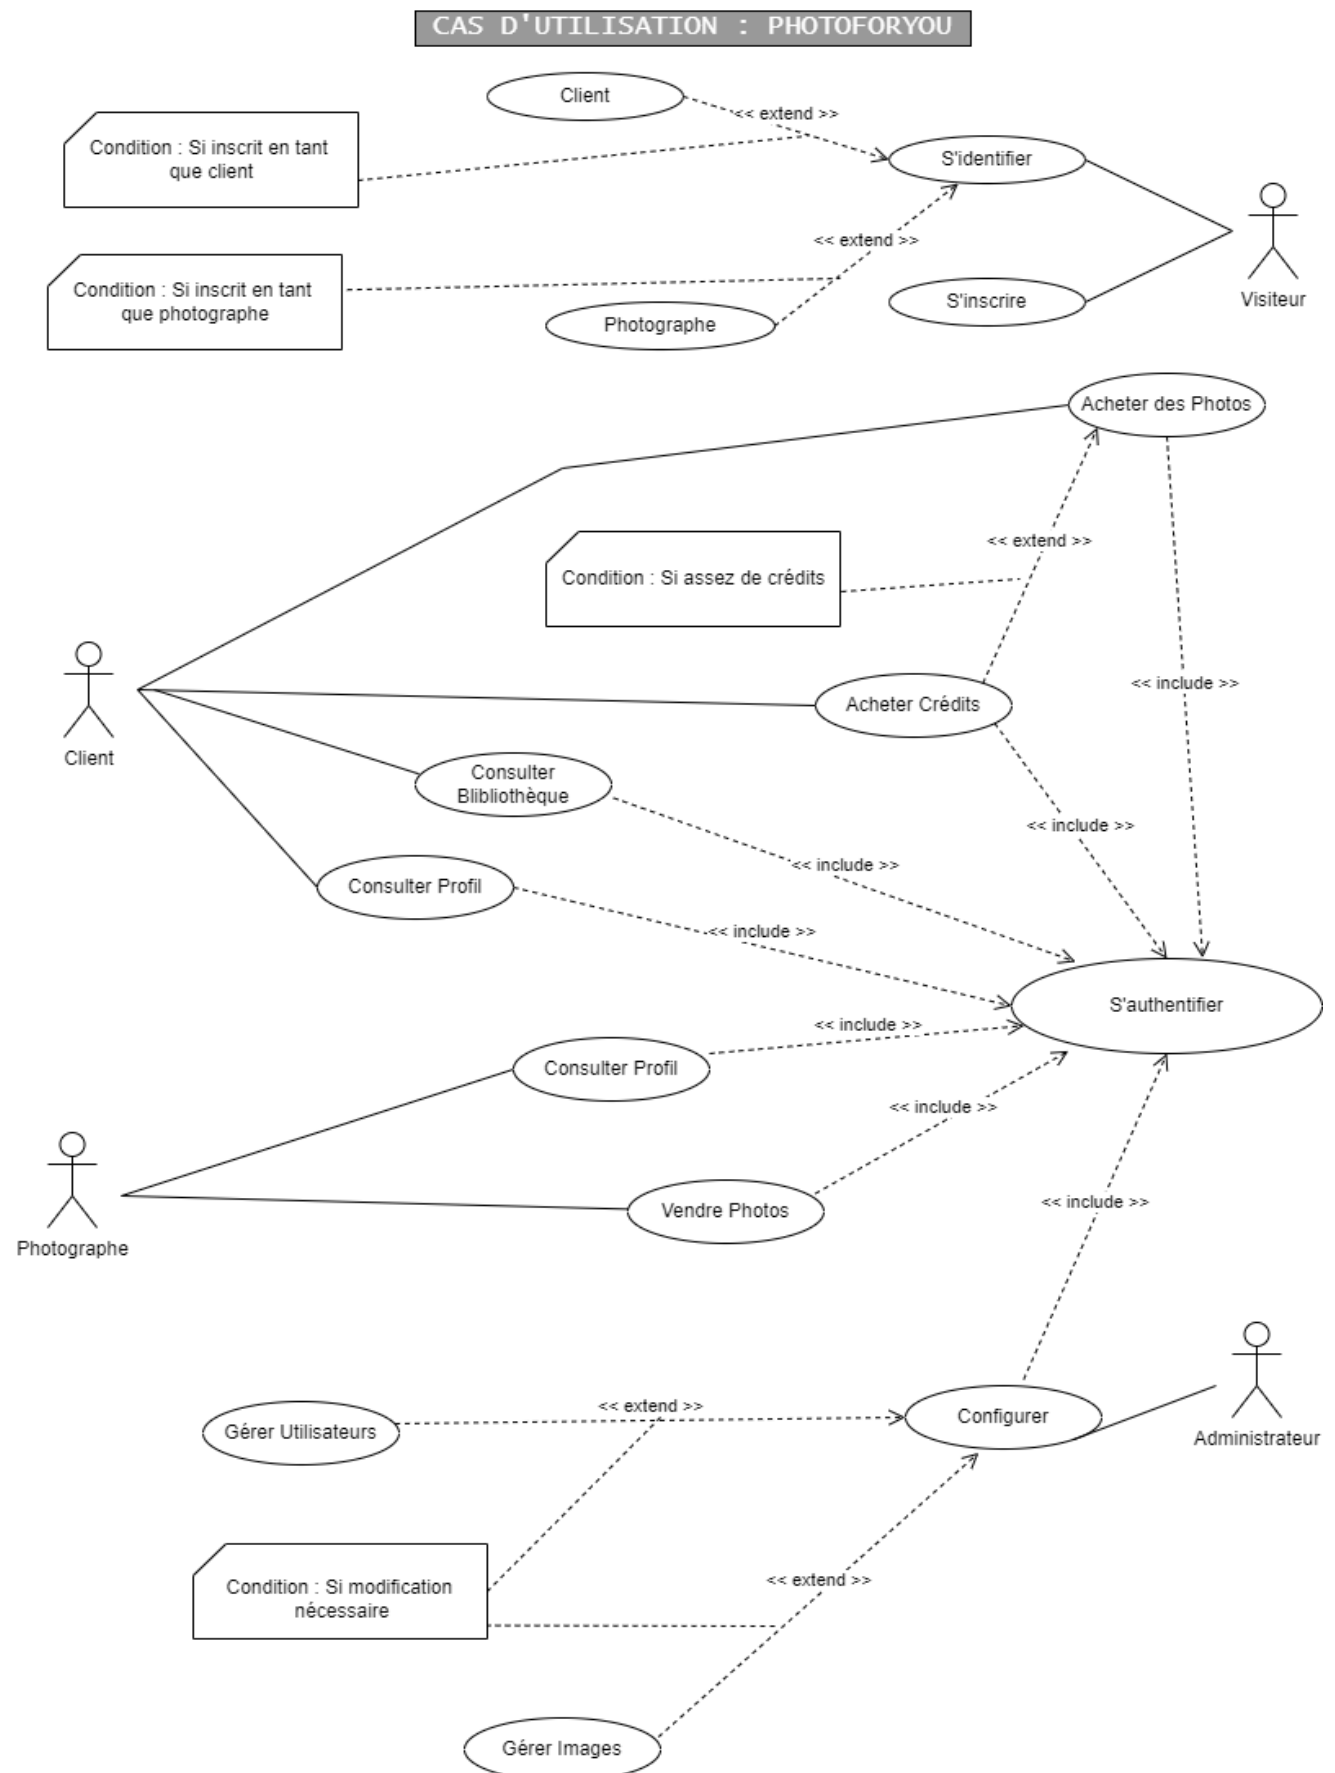 CAS D'UTILISATION : PHOTOFORYOU
Client
<< extend >>
Condition : Si inscrit en tant
que client
S'identifier
<< extend >>
Condition : Si inscrit en tant
que photographe
S'inscrire
Visiteur
Photographe
Acheter des Photos
<< extend >>
Condition : Si assez de crédits
<< include >>
Acheter Crédits
Client
Consulter
Blibliothèque
<< include >>
<< include >>
Consulter Profil
<< include >>
S'authentifier
<< include >>
Consulter Profil
<< include >>
Vendre Photos
<< include >>
Photographe
<< extend >>
Configurer
Gérer Utilisateurs
Administrateur
<< extend >>
Condition : Si modification
nécessaire
Gérer Images